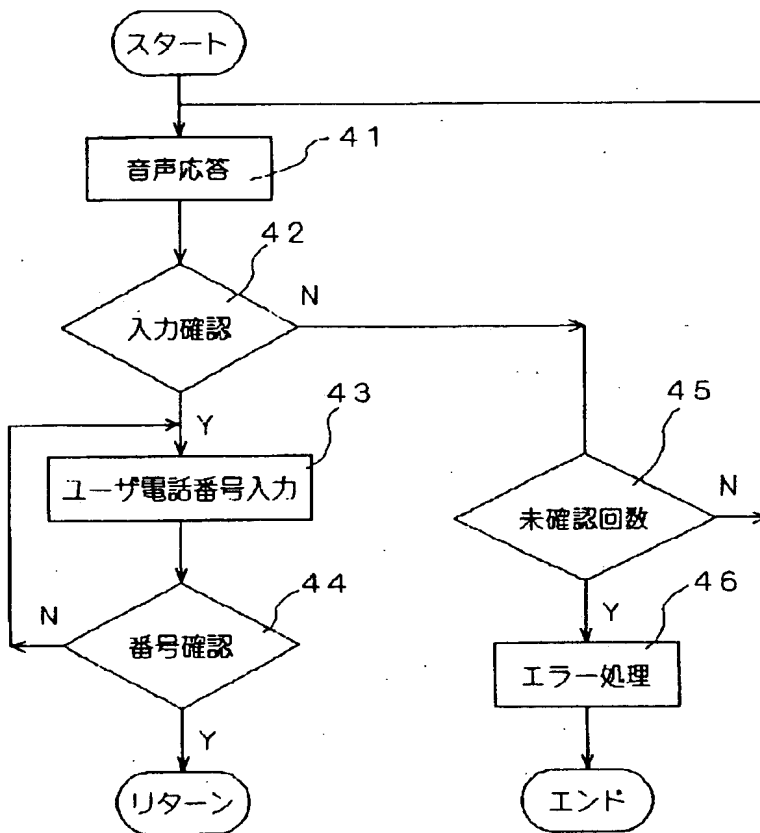 スタート
音声応答
41
入力確認
42
N
Y
ユーザ電話番号入力
43
番号確認
44
N
Y
リターン
未確認回数
45
N
Y
エラー処理
46
エンド